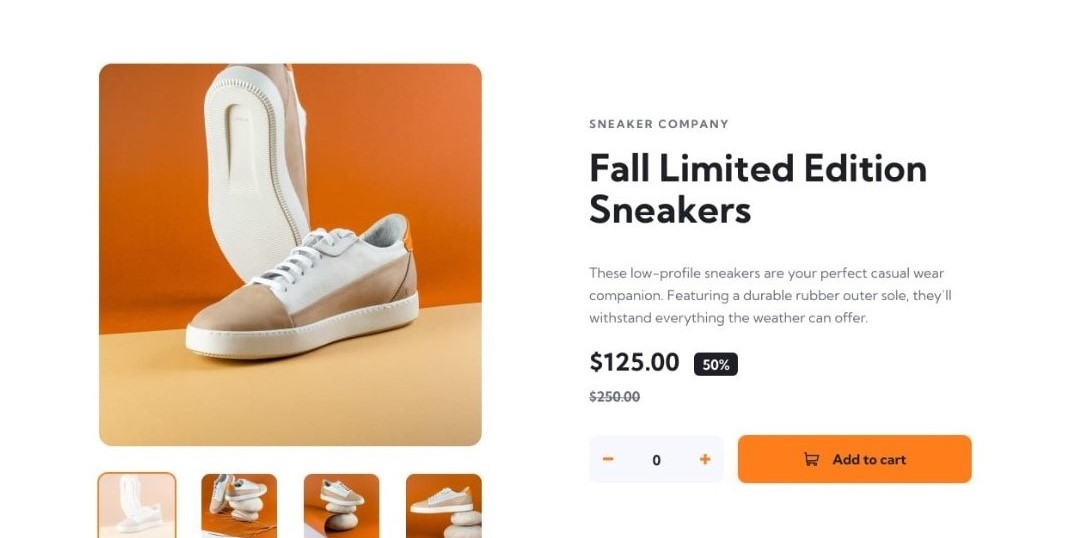 SNEAKER COMPANY
Fall Limited Edition
Sneakers
These low-profile sneakers are your perfect casual wear
companion. Featuring a durable rubber outer sole, they'll
withstand everything the weather can offer.
$125.00 50%
$250.00
0 Add to cart